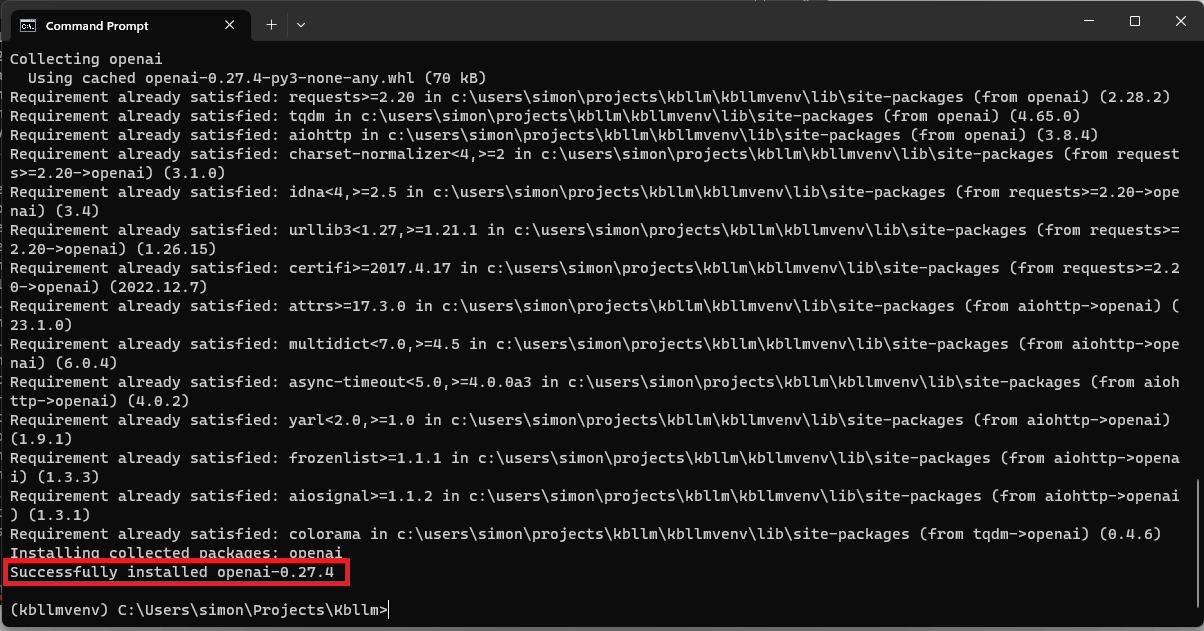 Command Prompt
Collecting openai
  Using cached openai-0.27.4-py3-none-any.whl (70 kB)
Requirement already satisfied: requests>=2.20 in c:\users\simon\projects\kbllm\kbllmvenv\lib\site-packages (from openai) (2.28.2)
Requirement already satisfied: tqdm in c:\users\simon\projects\kbllm\kbllmvenv\lib\site-packages (from openai) (4.65.0)
Requirement already satisfied: aiohttp in c:\users\simon\projects\kbllm\kbllmvenv\lib\site-packages (from openai) (3.8.4)
Requirement already satisfied: charset-normalizer<4,>=2 in c:\users\simon\projects\kbllm\kbllmvenv\lib\site-packages (from request
s>=2.20->openai) (3.1.0)
Requirement already satisfied: idna<4,>=2.5 in c:\users\simon\projects\kbllm\kbllmvenv\lib\site-packages (from requests>=2.20->ope
nai) (3.4)
Requirement already satisfied: urllib3<1.27,>=1.21.1 in c:\users\simon\projects\kbllm\kbllmvenv\lib\site-packages (from requests>=
2.20->openai) (1.26.15)
Requirement already satisfied: certifi>=2017.4.17 in c:\users\simon\projects\kbllm\kbllmvenv\lib\site-packages (from requests>=2.2
0->openai) (2022.12.7)
Requirement already satisfied: attrs>=17.3.0 in c:\users\simon\projects\kbllm\kbllmvenv\lib\site-packages (from aiohttp->openai) (
23.1.0)
Requirement already satisfied: multidict<7.0,>=4.5 in c:\users\simon\projects\kbllm\kbllmvenv\lib\site-packages (from aiohttp->ope
nai) (6.0.4)
Requirement already satisfied: async-timeout<5.0,>=4.0.0a3 in c:\users\simon\projects\kbllm\kbllmvenv\lib\site-packages (from aioh
ttp->openai) (4.0.2)
Requirement already satisfied: yarl<2.0,>=1.0 in c:\users\simon\projects\kbllm\kbllmvenv\lib\site-packages (from aiohttp->openai)
(1.9.1)
Requirement already satisfied: frozenlist>=1.1.1 in c:\users\simon\projects\kbllm\kbllmvenv\lib\site-packages (from aiohttp->opena
i) (1.3.3)
Requirement already satisfied: aiosignal>=1.1.2 in c:\users\simon\projects\kbllm\kbllmvenv\lib\site-packages (from aiohttp->openai
) (1.3.1)
Requirement already satisfied: colorama in c:\users\simon\projects\kbllm\kbllmvenv\lib\site-packages (from tqdm->openai) (0.4.6)
Installing collected packages: openai
Successfully installed openai-0.27.4
(kbllmvenv) C:\Users\simon\Projects\Kbllm>